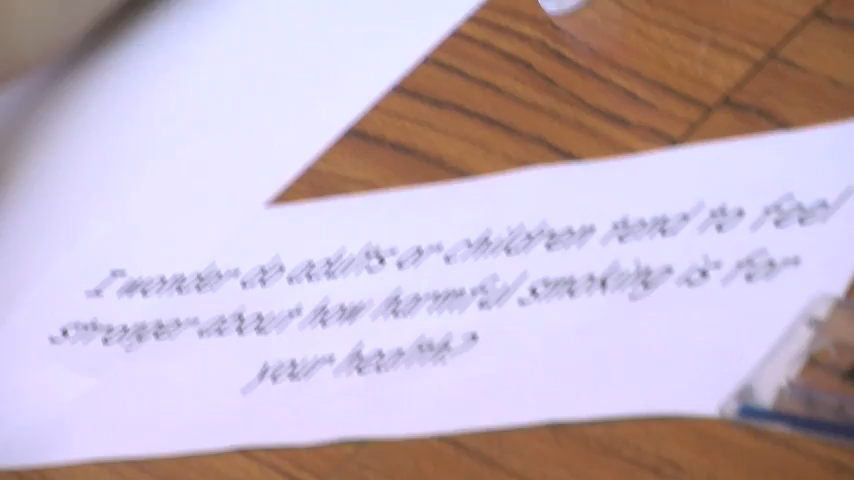 I wonder do adults or children tend to feel
stronger about how harmful smoking is for
your health?